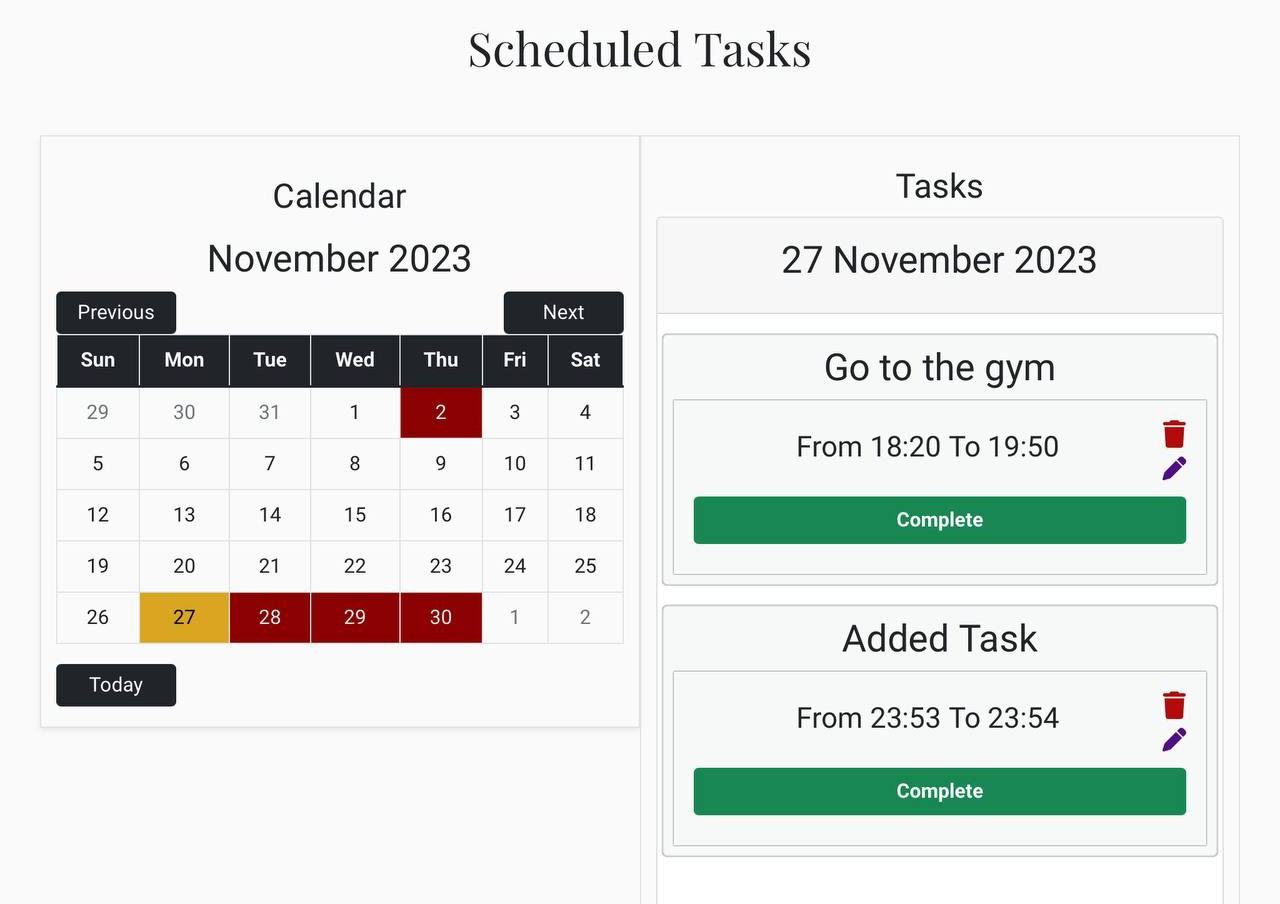 Scheduled Tasks
Calendar
November 2023
Previous Next
Sun Mon Tue Wed Thu Fri Sat
29 30 31 1 2 3 4
5 6 7 8 9 10 11
12 13 14 15 16 17 18
19 20 21 22 23 24 25
26 27 28 29 30 1 2
Today
Tasks
27 November 2023
Go to the gym
From 18:20 To 19:50
Complete
Added Task
From 23:53 To 23:54
Complete